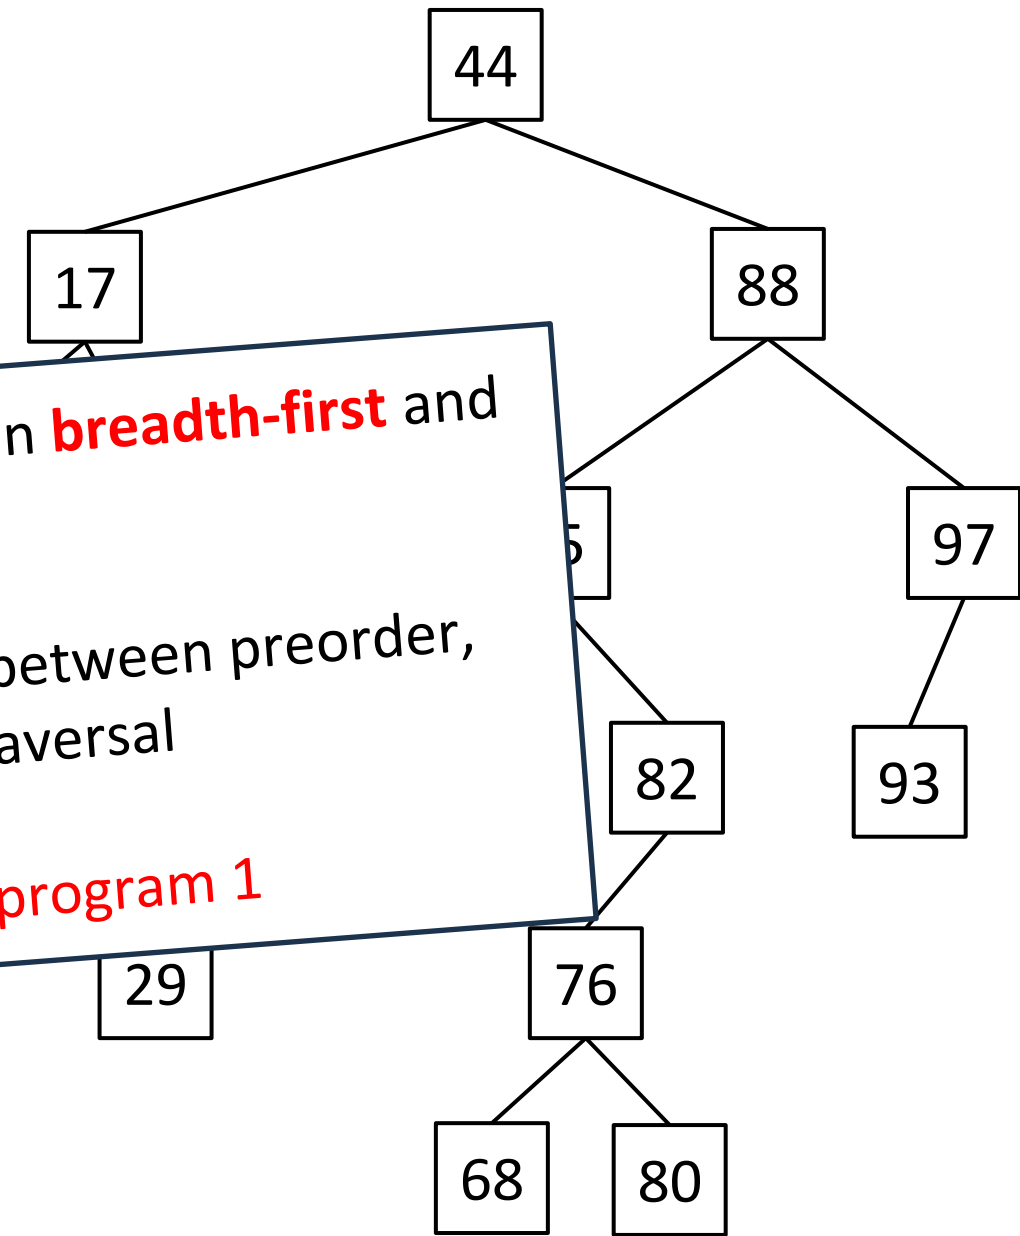 44
17
88
n breadth-first and
97
between preorder,
aversal
82
93
program 1
29
76
68
80